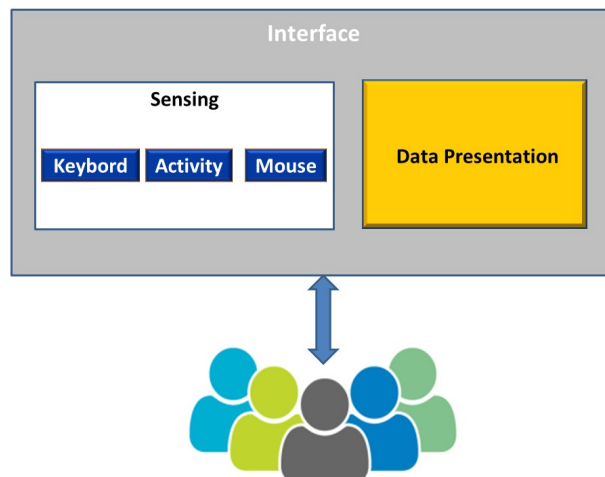 Interface
Sensing
Keybord
Activity
Mouse
Data Presentation